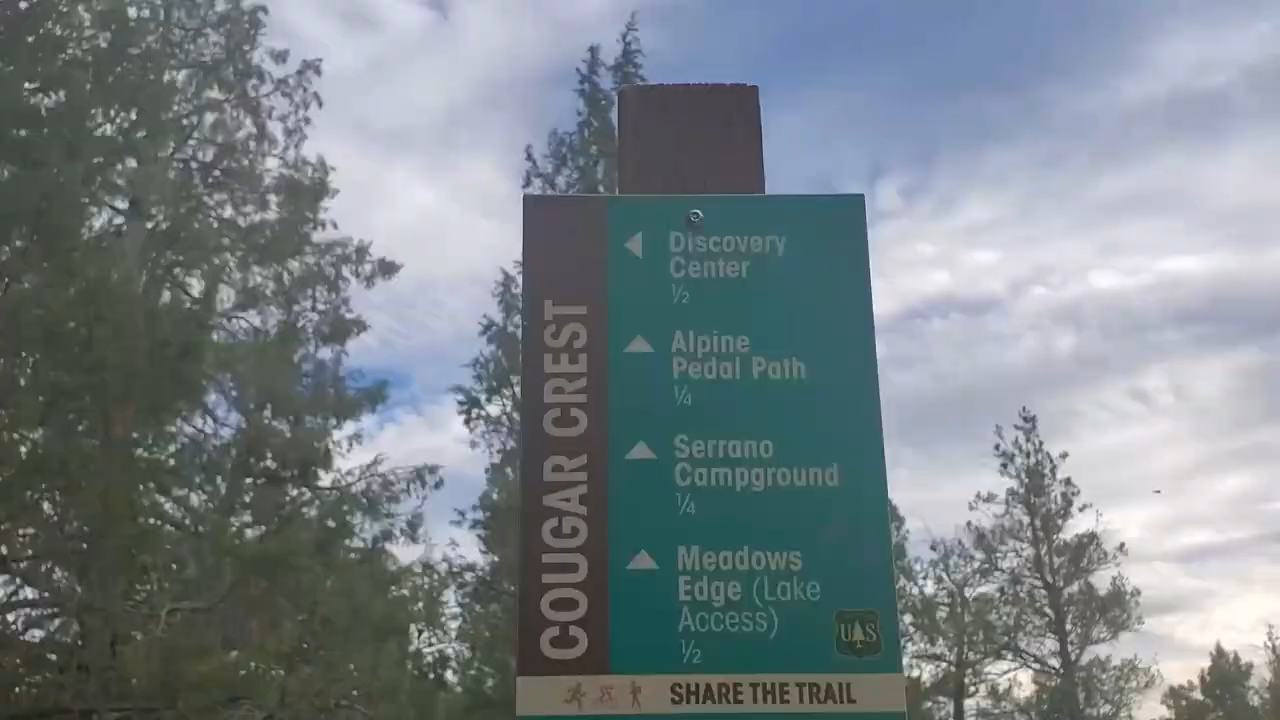 COUGAR CREST
Discovery
Center
½
Alpine
Pedal Path
¼
Serrano
Campground
¼
Meadows
Edge (Lake
Access)
½
UAS
SHARE THE TRAIL